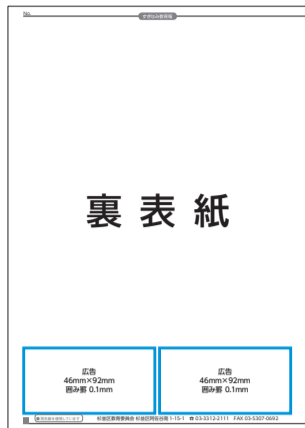 No.
すぎなみ教育報
裏表紙
広告
46mm×92mm
囲み罫 0.1mm
広告
46mm×92mm
囲み罫 0.1mm
杉並区教育委員会 杉並区阿佐谷南 1-15-1 ☎ 03-3312-2111 FAX 03-5307-0692